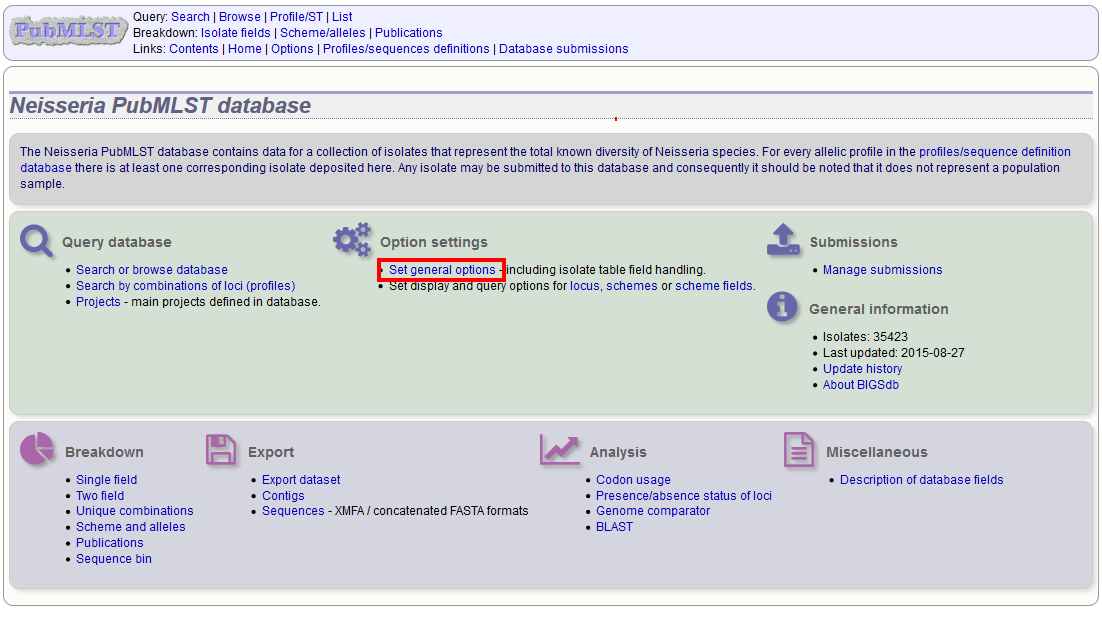 PubMLST
Query: Search | Browse | Profile/ST | List
Breakdown: Isolate fields | Scheme/alleles | Publications
Links: Contents | Home | Options | Profiles/sequences definitions | Database submissions
Neisseria PubMLST database
The Neisseria PubMLST database contains data for a collection of isolates that represent the total known diversity of Neisseria species. For every allelic profile in the profiles/sequence definition
database there is at least one corresponding isolate deposited here. Any isolate may be submitted to this database and consequently it should be noted that it does not represent a population
sample.
Query database
• Search or browse database
• Search by combinations of loci (profiles)
• Projects - main projects defined in database.
Option settings
• Set general options - including isolate table field handling.
• Set display and query options for locus, schemes or scheme fields.
Submissions
• Manage submissions
General information
• Isolates: 35423
• Last updated: 2015-08-27
• Update history
• About BIGSdb
Breakdown
• Single field
• Two field
• Unique combinations
• Scheme and alleles
• Publications
• Sequence bin
Export
• Export dataset
• Contigs
• Sequences - XMFA / concatenated FASTA formats
Analysis
• Codon usage
• Presence/absence status of loci
• Genome comparator
• BLAST
Miscellaneous
• Description of database fields